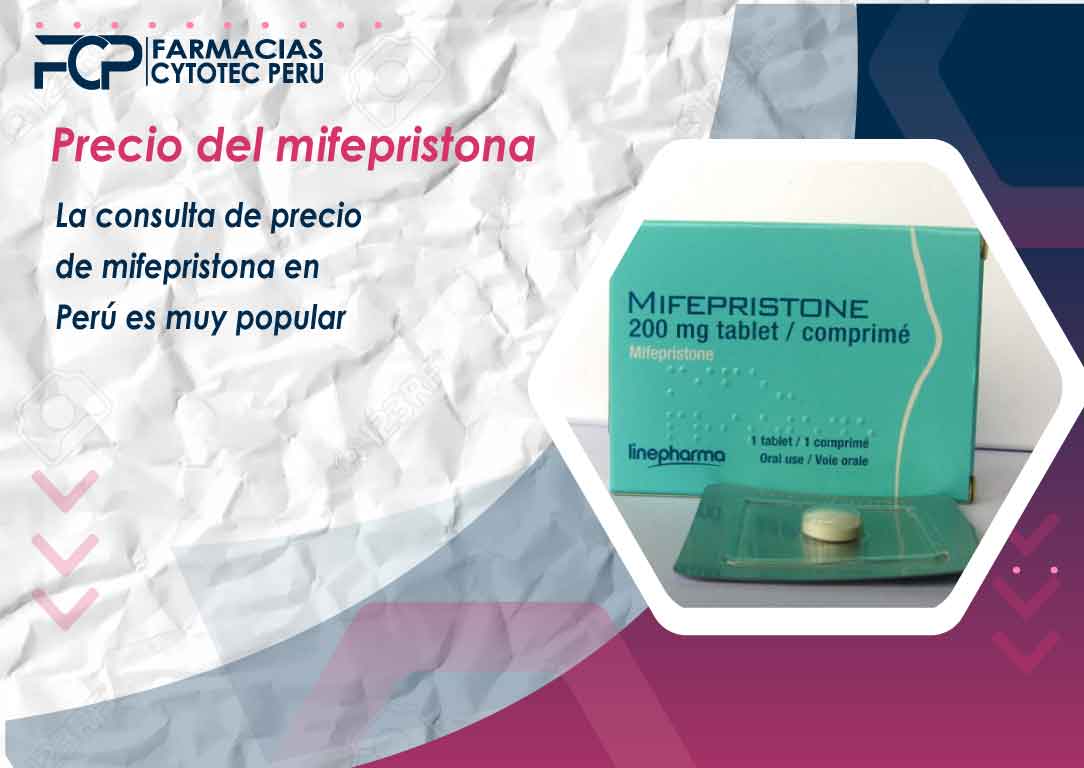 FCP
FARMACIAS
CYTOTEC PERU
Precio del mifepristona
La consulta de precio
de mifepristona en
Perú es muy popular
MIFEPRISTONE
200 mg tablet / comprimé
Mifepristone
1 tablet / 1 comprimé
linepharma
Oral use / Voie orale